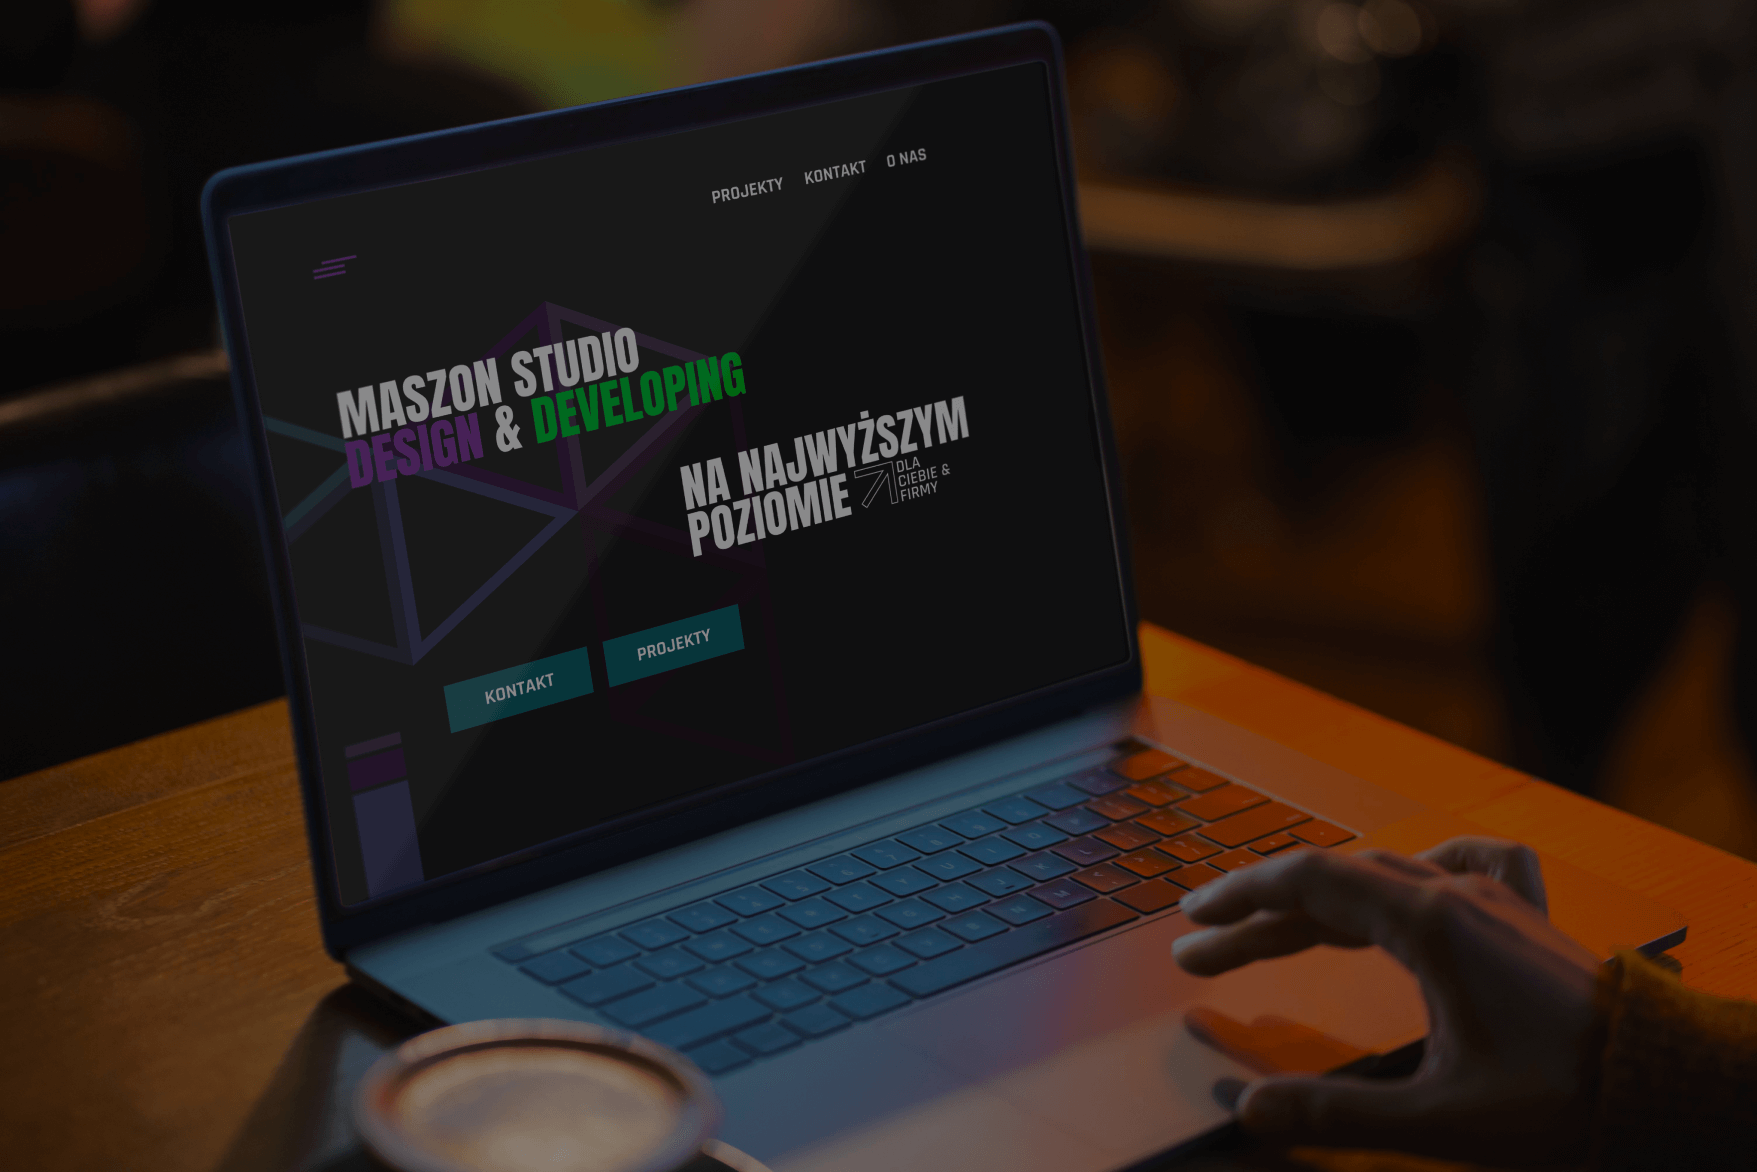 PROJEKTY KONTAKT O NAS
MASZON STUDIO
DESIGN & DEVELOPING
NA NAJWYŻSZYM
POZIOMIE
DLA
CIEBIE &
FIRMY
KONTAKT PROJEKTY